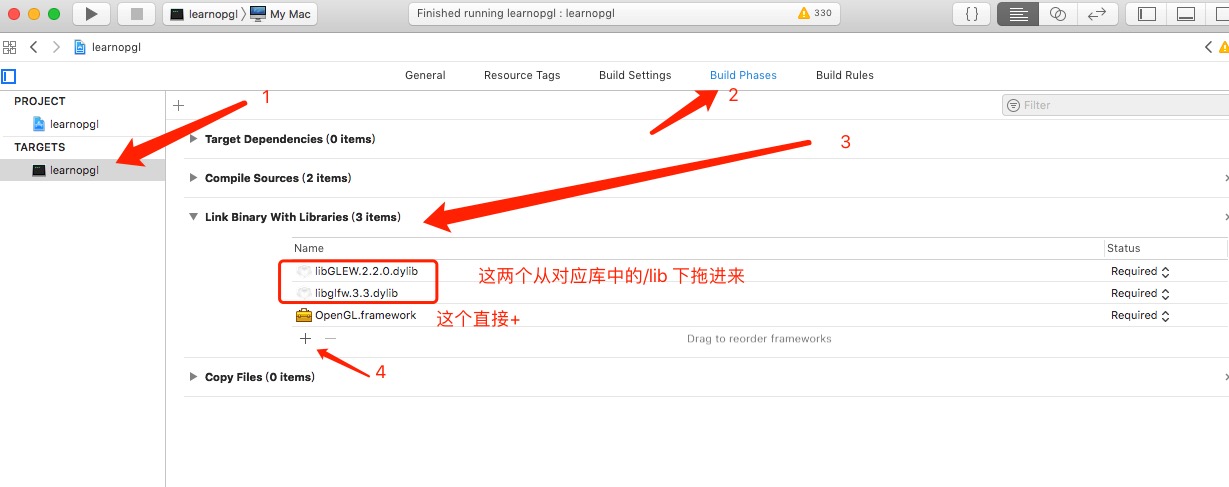 learnopgl
My Mac
Finished running learnopgl : learnopgl
330
learnopgl
General
Resource Tags
Build Settings
Build Phases
Build Rules
PROJECT
learnopgl
TARGETS
learnopgl
1
2
3
Filter
Target Dependencies (0 items)
Compile Sources (2 items)
Link Binary With Libraries (3 items)
Name
Status
libGLEW.2.2.0.dylib
Required
libglfw.3.3.dylib
Required
这两个从对应库中的/lib 下拖进来
OpenGL.framework
Required
这个直接+
Drag to reorder frameworks
4
Copy Files (0 items)